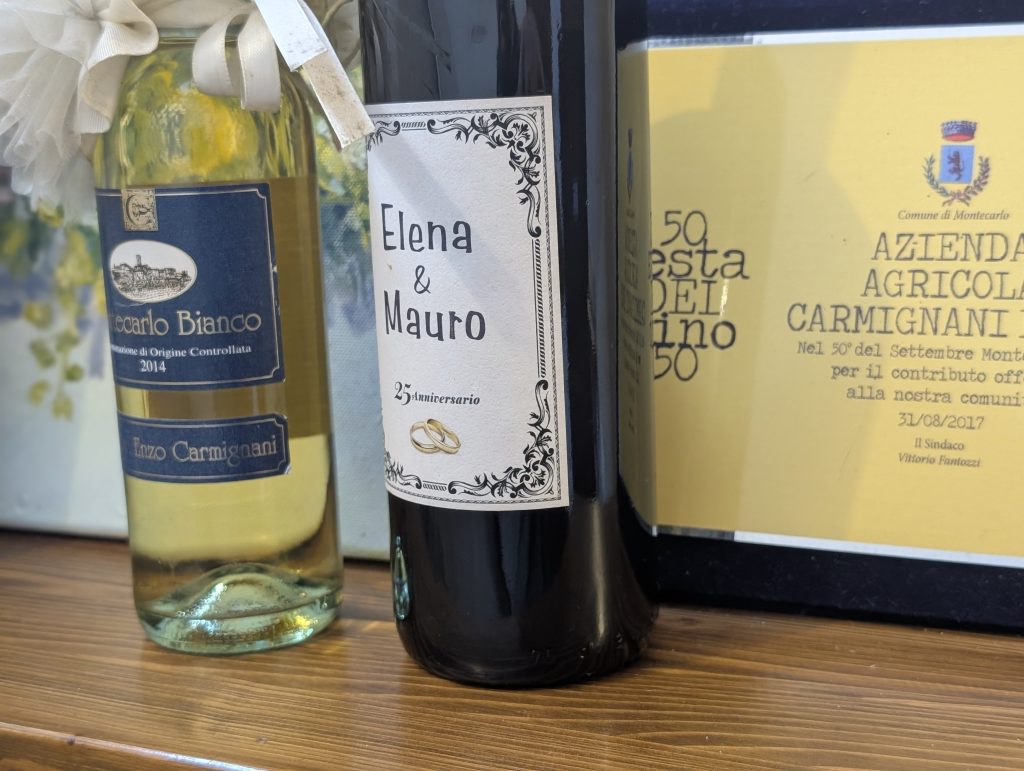 tecarlo Bianco
di Origine Controllata
2014
Enzo Carmignani
Elena
&
Mauro
25° Anniversario
50
esta
DEL
ino
50
Comune di Montecarlo
AZIENDA
AGRICOLA
CARMIGNANI
Nel 50° del Settembre Monte
per il contributo off
alla nostra comunit
31/08/2017
Il Sindaco
Vittorio Fantozzi